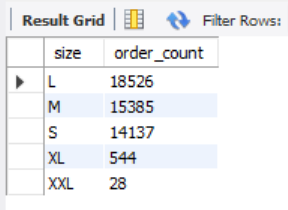 Result Grid Filter Rows:
size order_count
L 18526
M 15385
S 14137
XL 544
XXL 28